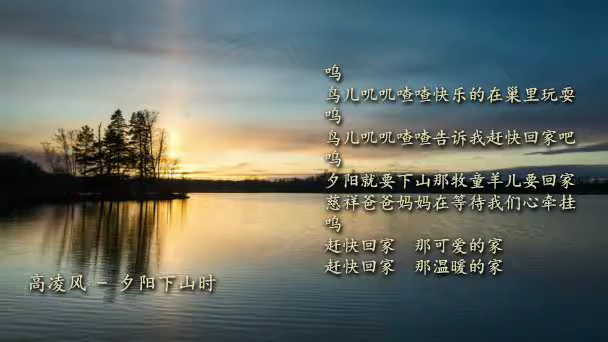 呜
鸟儿叽叽喳喳快乐的在巢里玩耍
呜
鸟儿叽叽喳喳告诉我赶快回家吧
呜
夕阳就要下山那牧童羊儿要回家
慈祥爸爸妈妈在等待我们心牵挂
呜
赶快回家 那可爱的家
赶快回家 那温暖的家
高凌风 - 夕阳下山时